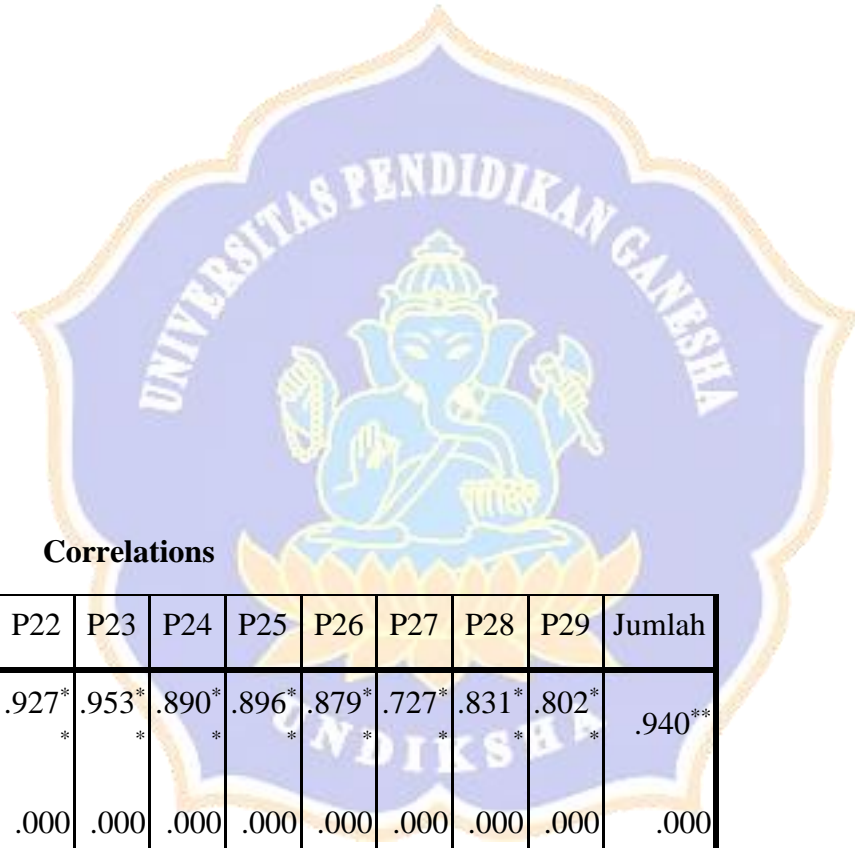 UNIVERSITAS PENDIDIKAN GANESHA
Correlations
P22 P23 P24 P25 P26 P27 P28 P29 Jumlah
.927** .953** .890** .896** .879** .727** .831** .802** .940**
.000 .000 .000 .000 .000 .000 .000 .000 .000
UNDIKSHA